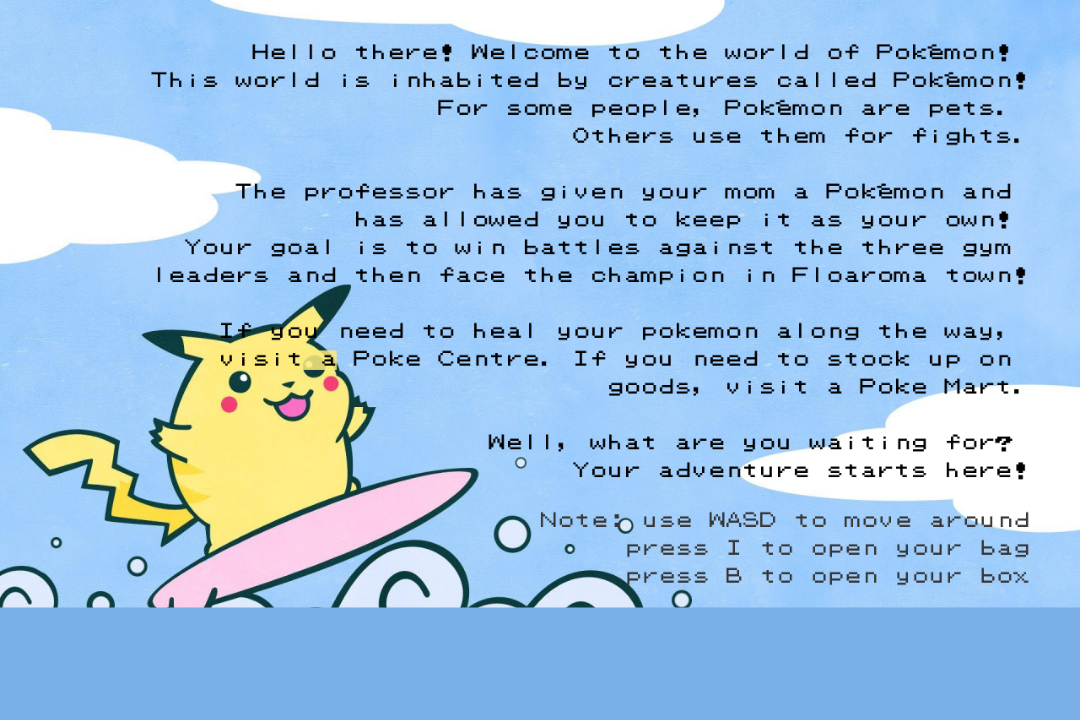 Hello there! Welcome to the world of Pokémon!
This world is inhabited by creatures called Pokémon!
For some people, Pokémon are pets.
Others use them for fights.
The professor has given your mom a Pokémon and
has allowed you to keep it as your own!
Your goal is to win battles against the three gym
leaders and then face the champion in Floaroma town!
If you need to heal your pokemon along the way,
visit a Poke Centre. If you need to stock up on
goods, visit a Poke Mart.
Well, what are you waiting for?
Your adventure starts here!
Note: use WASD to move around
press I to open your bag
press B to open your box